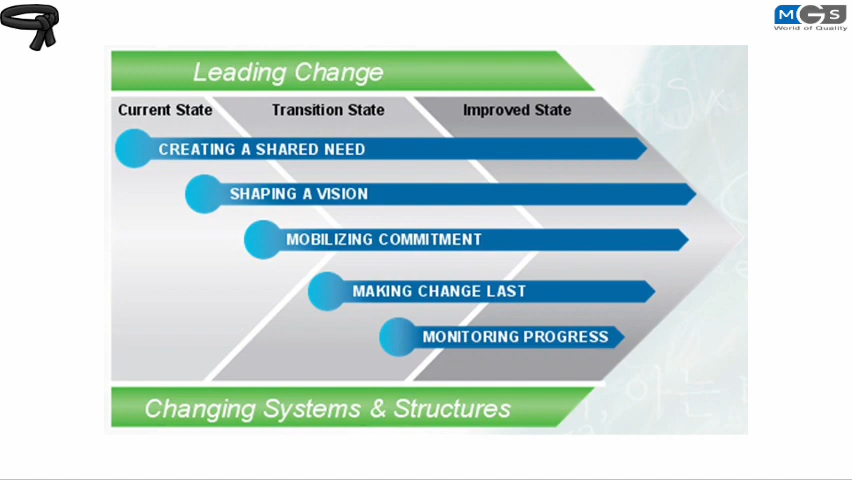 MGS
World of Quality
Leading Change
Current State
Transition State
Improved State
CREATING A SHARED NEED
SHAPING A VISION
MOBILIZING COMMITMENT
MAKING CHANGE LAST
MONITORING PROGRESS
Changing Systems & Structures